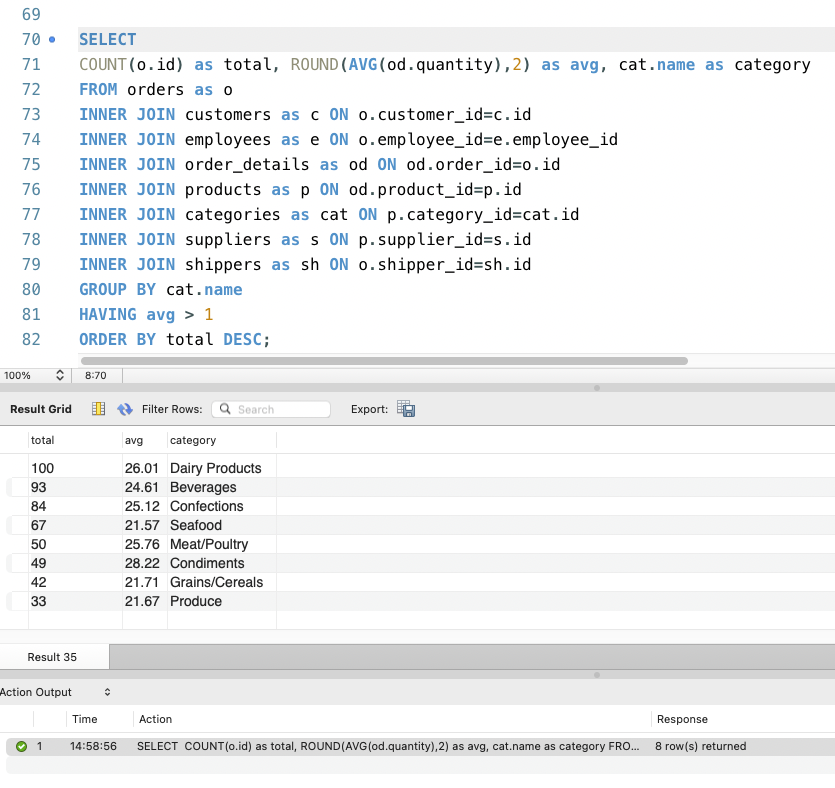 69
70 SELECT
71 COUNT(o.id) as total, ROUND(AVG(od.quantity),2) as avg, cat.name as category
72 FROM orders as o
73 INNER JOIN customers as c ON o.customer_id=c.id
74 INNER JOIN employees as e ON o.employee_id=e.employee_id
75 INNER JOIN order_details as od ON od.order_id=o.id
76 INNER JOIN products as p ON od.product_id=p.id
77 INNER JOIN categories as cat ON p.category_id=cat.id
78 INNER JOIN suppliers as s ON p.supplier_id=s.id
79 INNER JOIN shippers as sh ON o.shipper_id=sh.id
80 GROUP BY cat.name
81 HAVING avg > 1
82 ORDER BY total DESC;
100% 8:70
Result Grid Filter Rows: Search Export:
total avg category
100 26.01 Dairy Products
93 24.61 Beverages
84 25.12 Confections
67 21.57 Seafood
50 25.76 Meat/Poultry
49 28.22 Condiments
42 21.71 Grains/Cereals
33 21.67 Produce
Result 35
Action Output
Time Action Response
1 14:58:56 SELECT COUNT(o.id) as total, ROUND(AVG(od.quantity),2) as avg, cat.name as category FRO... 8 row(s) returned